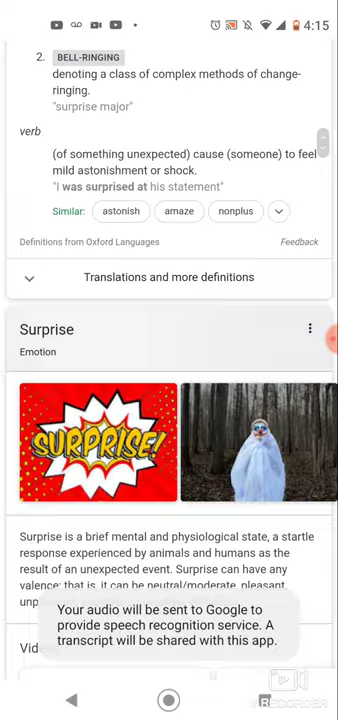 4:15
2. BELL-RINGING
denoting a class of complex methods of change-
ringing.
"surprise major"
verb
(of something unexpected) cause (someone) to feel
mild astonishment or shock.
"I was surprised at his statement"
Similar: astonish amaze nonplus
Definitions from Oxford Languages Feedback
Translations and more definitions
Surprise
Emotion
SURPRISE!
Surprise is a brief mental and physiological state, a startle
response experienced by animals and humans as the
result of an unexpected event. Surprise can have any
valence; that is, it can be neutral/moderate, pleasant,
Your audio will be sent to Google to
provide speech recognition service. A
transcript will be shared with this app.
RECORDER